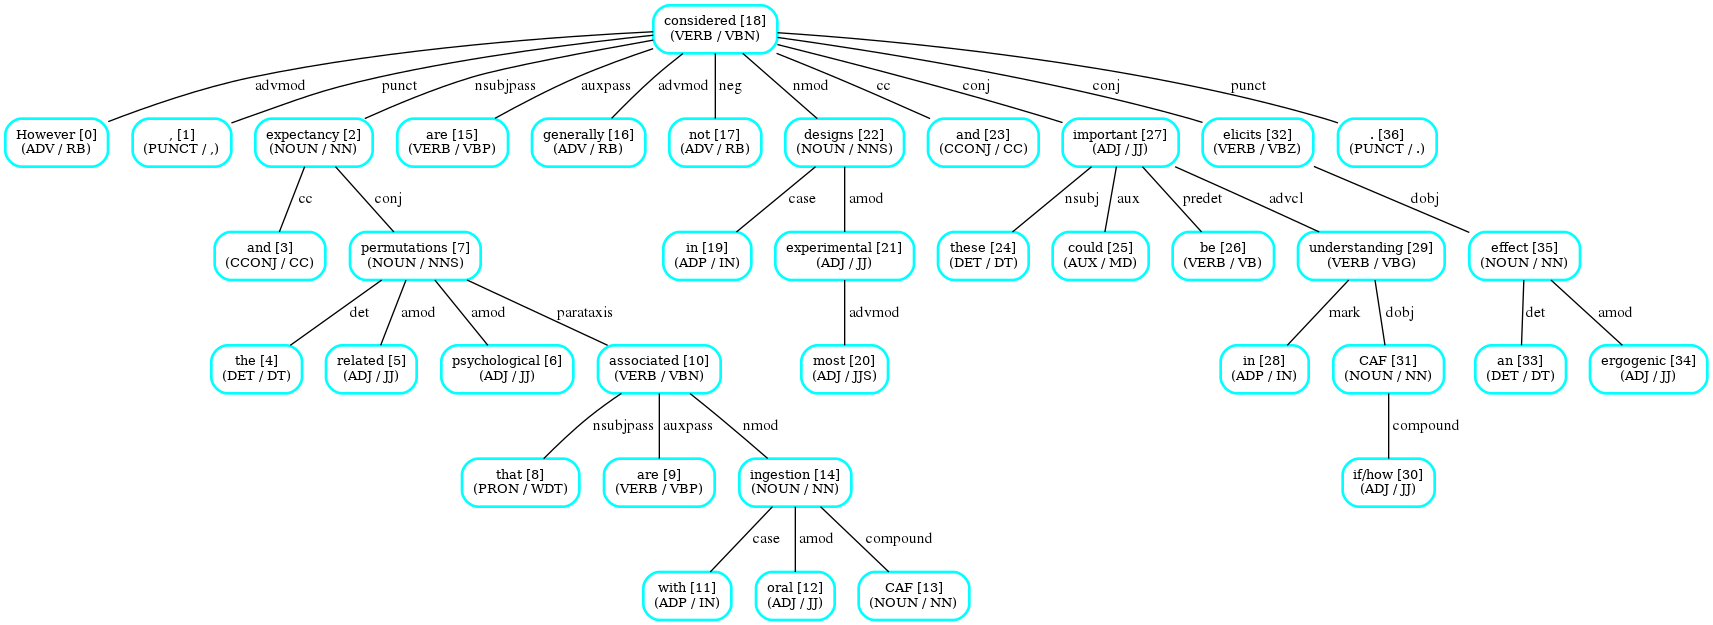 considered [18]
(VERB / VBN)
advmod punct nsubjpass auxpass advmod neg nmod cc conj conj punct
However [0] , [1] expectancy [2] are [15] generally [16] not [17] designs [22] and [23] important [27] elicits [32] . [36]
(ADV / RB) (PUNCT / ,) (NOUN / NN) (VERB / VBP) (ADV / RB) (ADV / RB) (NOUN / NNS) (CCONJ / CC) (ADJ / JJ) (VERB / VBZ) (PUNCT / .)
cc conj case amod nsubj aux predet advcl dobj
and [3] permutations [7] in [19] experimental [21] these [24] could [25] be [26] understanding [29] effect [35]
(CCONJ / CC) (NOUN / NNS) (ADP / IN) (ADJ / JJ) (DET / DT) (AUX / MD) (VERB / VB) (VERB / VBG) (NOUN / NN)
det amod amod parataxis advmod mark dobj det amod
the [4] related [5] psychological [6] associated [10] most [20] in [28] CAF [31] an [33] ergogenic [34]
(DET / DT) (ADJ / JJ) (ADJ / JJ) (VERB / VBN) (ADJ / JJS) (ADP / IN) (NOUN / NN) (DET / DT) (ADJ / JJ)
nsubjpass auxpass nmod compound
that [8] are [9] ingestion [14] if/how [30]
(PRON / WDT) (VERB / VBP) (NOUN / NN) (ADJ / JJ)
case amod compound
with [11] oral [12] CAF [13]
(ADP / IN) (ADJ / JJ) (NOUN / NN)